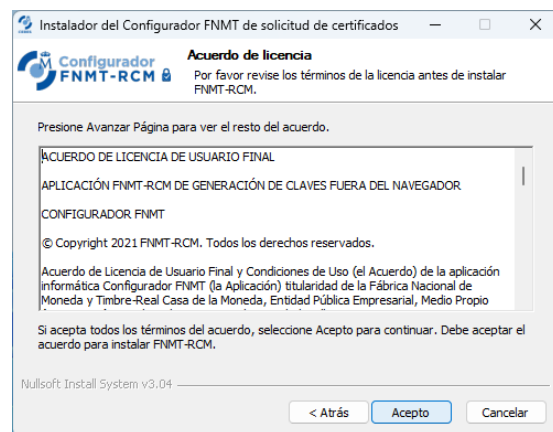 Instalador del Configurador FNMT de solicitud de certificados
Configurador
FNMT-RCM
Acuerdo de licencia
Por favor revise los términos de la licencia antes de instalar
FNMT-RCM.
Presione Avanzar Página para ver el resto del acuerdo.
ACUERDO DE LICENCIA DE USUARIO FINAL
APLICACIÓN FNMT-RCM DE GENERACIÓN DE CLAVES FUERA DEL NAVEGADOR
CONFIGURADOR FNMT
© Copyright 2021 FNMT-RCM. Todos los derechos reservados.
Acuerdo de Licencia de Usuario Final y Condiciones de Uso (el Acuerdo) de la aplicación
informática Configurador FNMT (la Aplicación) titularidad de la Fábrica Nacional de
Moneda y Timbre-Real Casa de la Moneda, Entidad Pública Empresarial, Medio Propio
Si acepta todos los términos del acuerdo, seleccione Acepto para continuar. Debe aceptar el
acuerdo para instalar FNMT-RCM.
Nullsoft Install System v3.04
< Atrás
Acepto
Cancelar